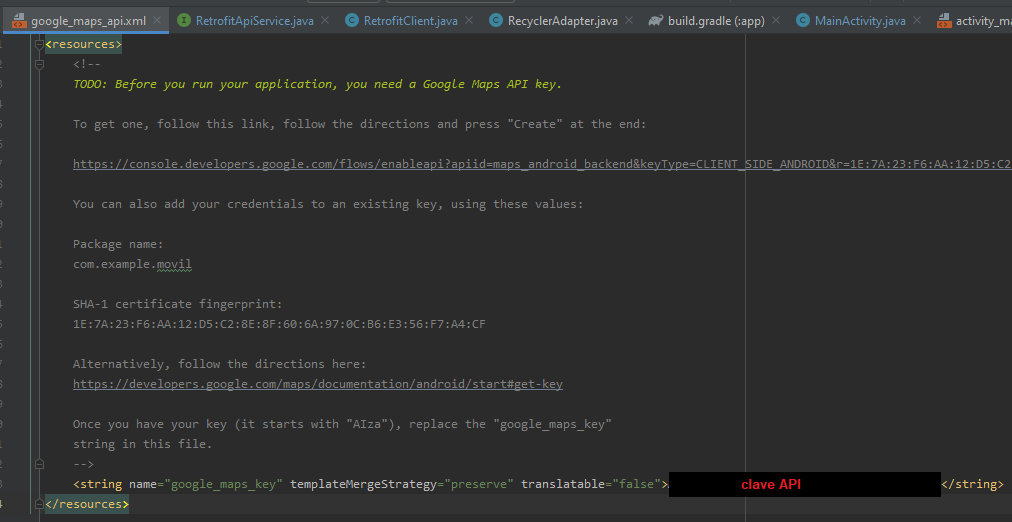 google_maps_api.xml RetrofitApiService.java RetrofitClient.java RecyclerAdapter.java build.gradle (:app) MainActivity.java activity_ma
<resources>
<!--
TODO: Before you run your application, you need a Google Maps API key.
To get one, follow this link, follow the directions and press "Create" at the end:
https://console.developers.google.com/flows/enableapi?apiid=maps_android_backend&keyType=CLIENT_SIDE_ANDROID&r=1E:7A:23:F6:AA:12:D5:C2
You can also add your credentials to an existing key, using these values:
Package name:
com.example.movil
SHA-1 certificate fingerprint:
1E:7A:23:F6:AA:12:D5:C2:8E:8F:60:6A:97:0C:B6:E3:56:F7:A4:CF
Alternatively, follow the directions here:
https://developers.google.com/maps/documentation/android/start#get-key
Once you have your key (it starts with "AIza"), replace the "google_maps_key"
string in this file.
-->
<string name="google_maps_key" templateMergeStrategy="preserve" translatable="false"> clave API </string>
</resources>